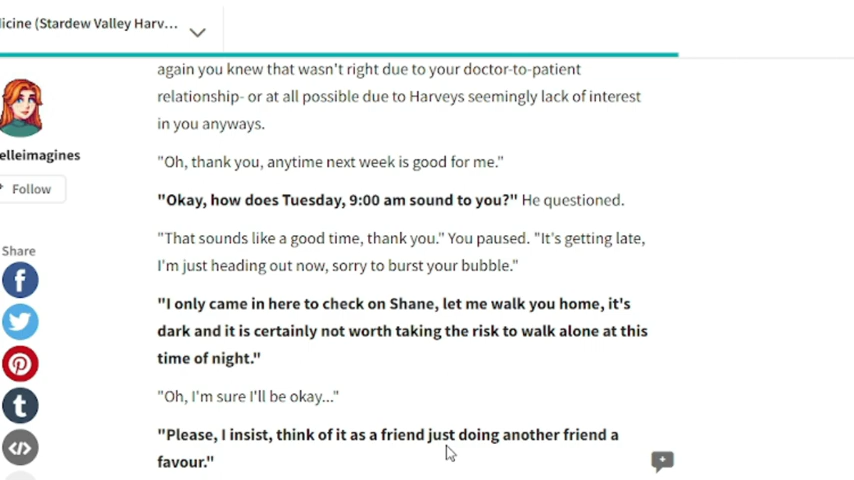 icine (Stardew Valley Harv...
again you knew that wasn't right due to your doctor-to-patient
relationship- or at all possible due to Harveys seemingly lack of interest
in you anyways.
elleimagines
"Oh, thank you, anytime next week is good for me."
Follow
"Okay, how does Tuesday, 9:00 am sound to you?" He questioned.
"That sounds like a good time, thank you." You paused. "It's getting late,
I'm just heading out now, sorry to burst your bubble."
Share
"I only came in here to check on Shane, let me walk you home, it's
dark and it is certainly not worth taking the risk to walk alone at this
time of night."
"Oh, I'm sure I'll be okay..."
"Please, I insist, think of it as a friend just doing another friend a
favour."